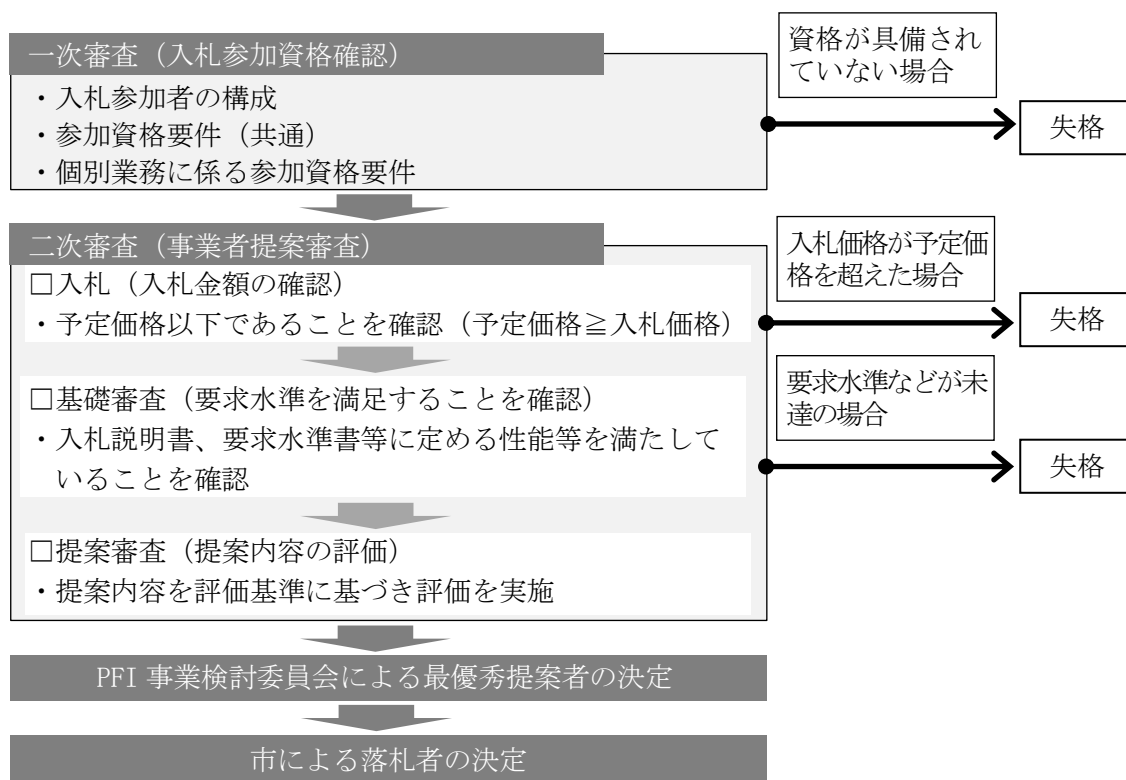 一次審査（入札参加資格確認）
・入札参加者の構成
・参加資格要件（共通）
・個別業務に係る参加資格要件
資格が具備され
ていない場合
失格
二次審査（事業者提案審査）
□入札（入札金額の確認）
・予定価格以下であることを確認（予定価格≧入札価格）
入札価格が予定価
格を超えた場合
失格
□基礎審査（要求水準を満足することを確認）
・入札説明書、要求水準書等に定める性能等を満たして
いることを確認
要求水準などが未
達の場合
失格
□提案審査（提案内容の評価）
・提案内容を評価基準に基づき評価を実施
PFI 事業検討委員会による最優秀提案者の決定
市による落札者の決定